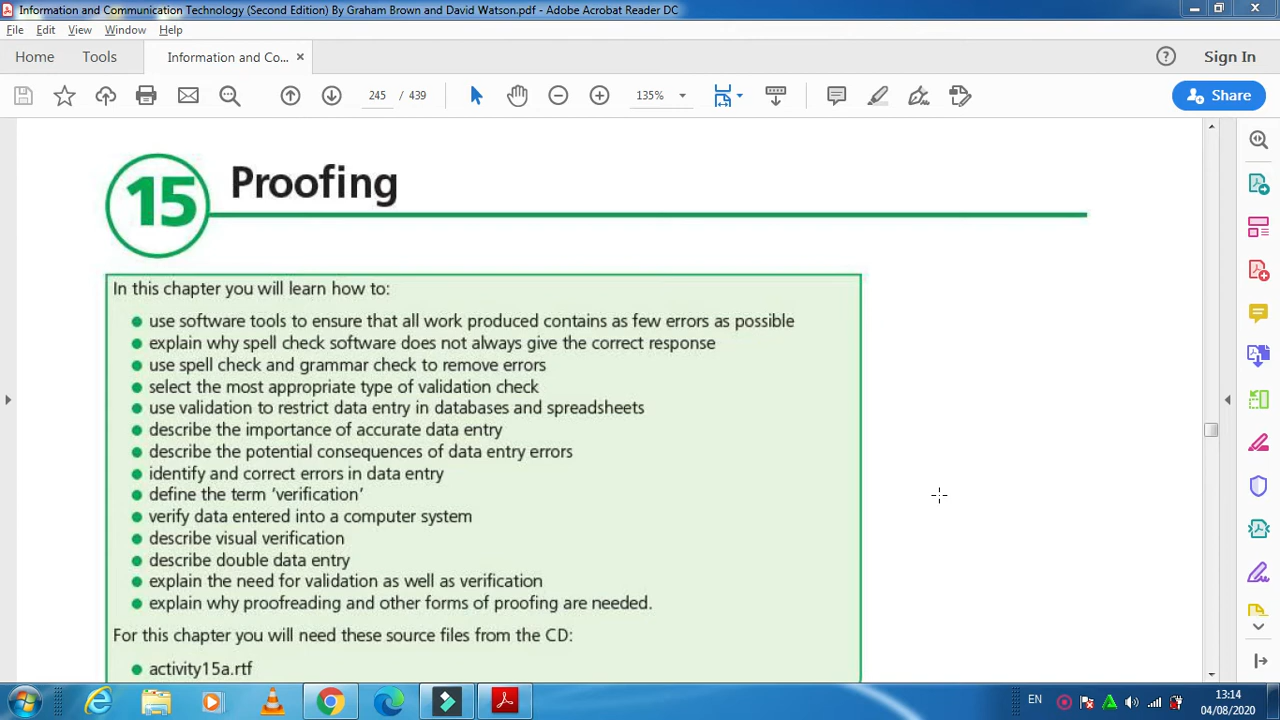 Information and Communication Technology (Second Edition) By Graham Brown and David Watson.pdf - Adobe Acrobat Reader DC
File Edit View Window Help
Home Tools Information and Co... × Sign In
245 / 439 135% Share
15 Proofing
In this chapter you will learn how to:
● use software tools to ensure that all work produced contains as few errors as possible
● explain why spell check software does not always give the correct response
● use spell check and grammar check to remove errors
● select the most appropriate type of validation check
● use validation to restrict data entry in databases and spreadsheets
● describe the importance of accurate data entry
● describe the potential consequences of data entry errors
● identify and correct errors in data entry
● define the term ‘verification’
● verify data entered into a computer system
● describe visual verification
● describe double data entry
● explain the need for validation as well as verification
● explain why proofreading and other forms of proofing are needed.
For this chapter you will need these source files from the CD:
● activity15a.rtf
EN 13:14
04/08/2020